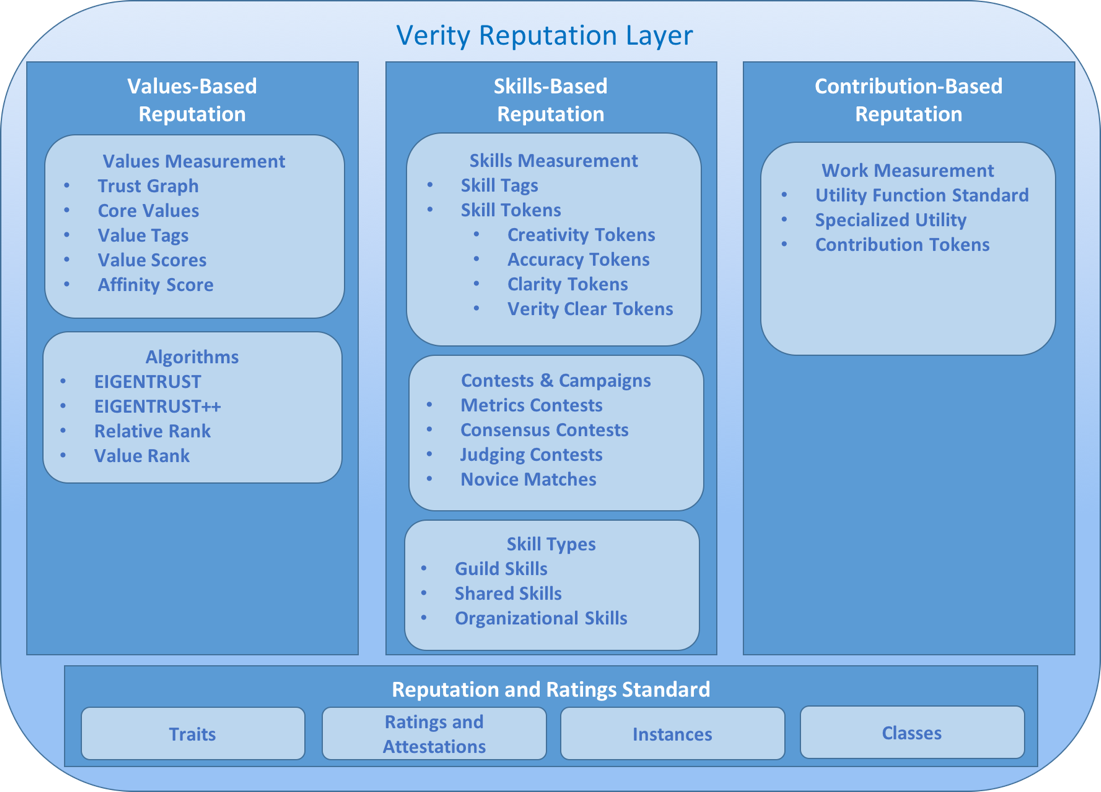 Verity Reputation Layer
Values-Based
Reputation
Values Measurement
• Trust Graph
• Core Values
• Value Tags
• Value Scores
• Affinity Score
Algorithms
• EIGENTRUST
• EIGENTRUST++
• Relative Rank
• Value Rank
Skills-Based
Reputation
Skills Measurement
• Skill Tags
• Skill Tokens
• Creativity Tokens
• Accuracy Tokens
• Clarity Tokens
• Verity Clear Tokens
Contests & Campaigns
• Metrics Contests
• Consensus Contests
• Judging Contests
• Novice Matches
Skill Types
• Guild Skills
• Shared Skills
• Organizational Skills
Contribution-Based
Reputation
Work Measurement
• Utility Function Standard
• Specialized Utility
• Contribution Tokens
Reputation and Ratings Standard
Traits
Ratings and
Attestations
Instances
Classes